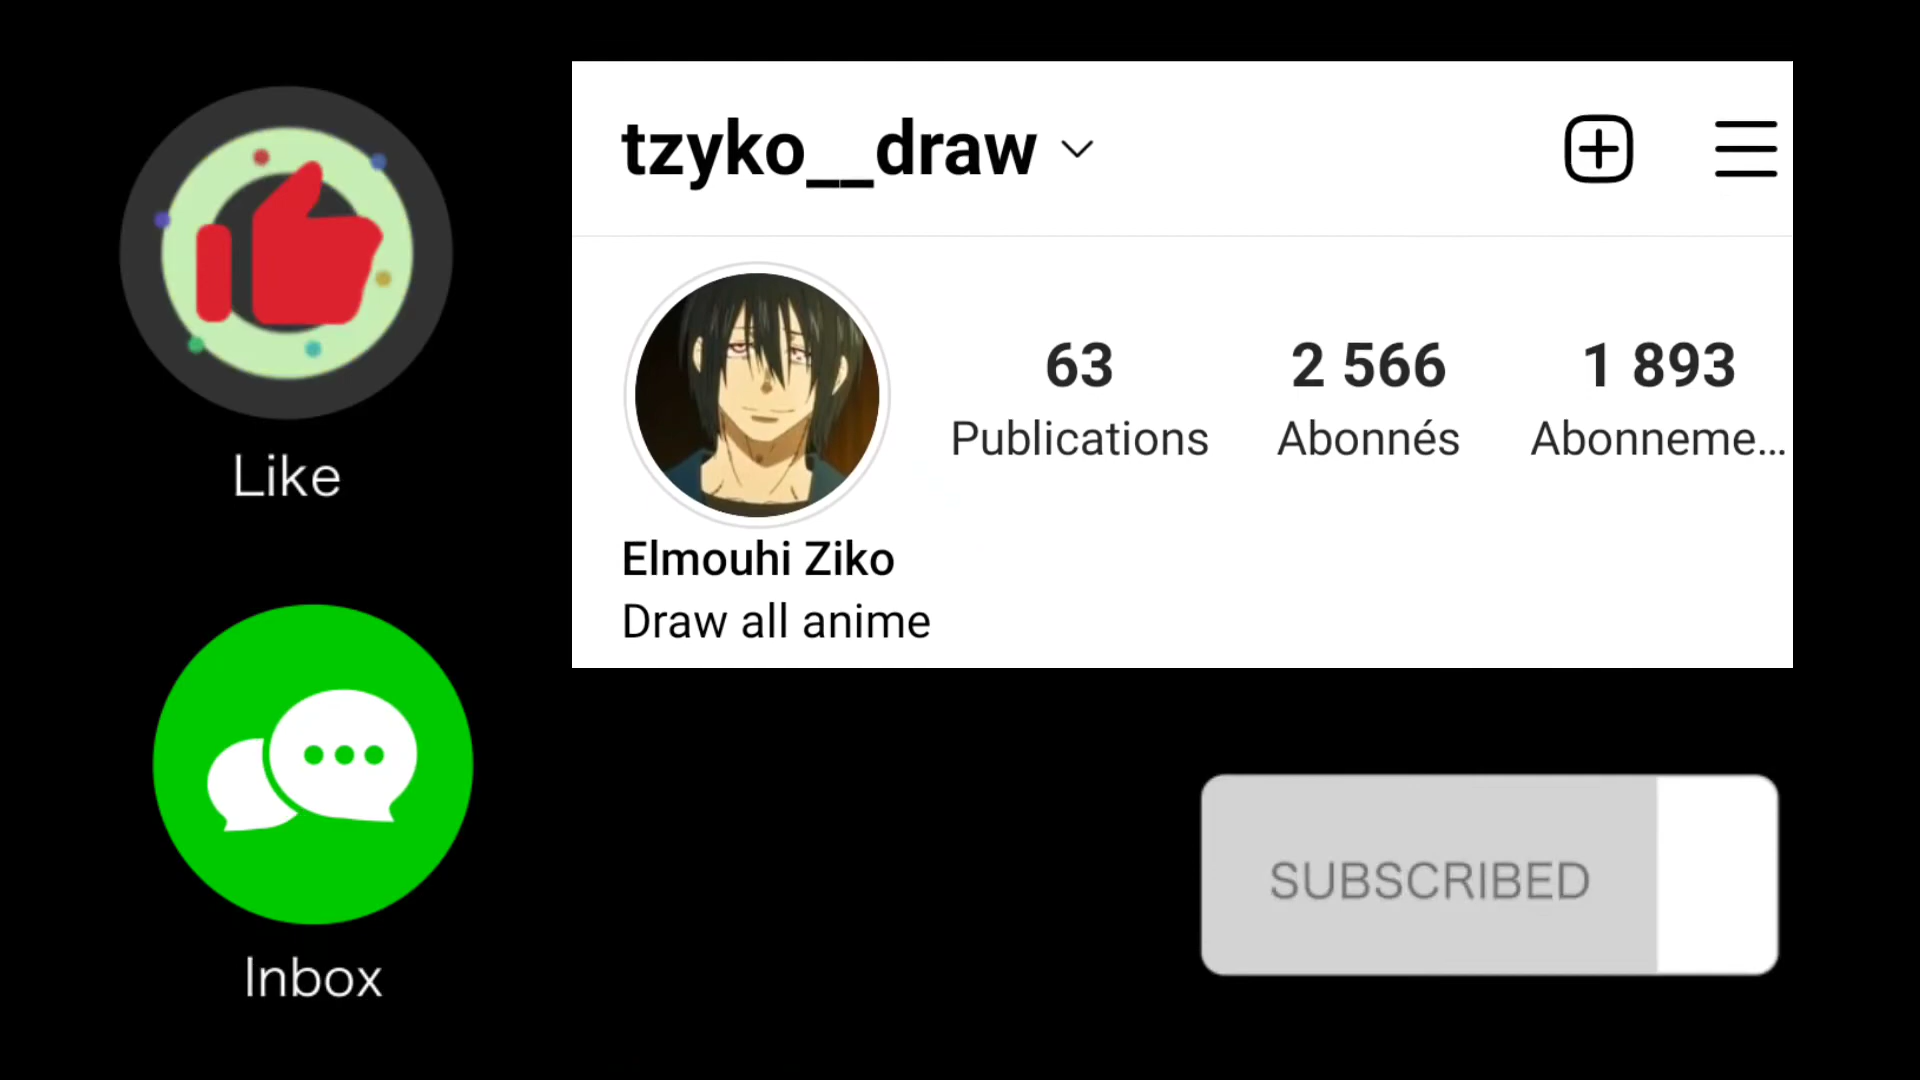 tzyko__draw
63
2 566
1 893
Publications
Abonnés
Abonneme...
Elmouhi Ziko
Draw all anime
Like
Inbox
SUBSCRIBED